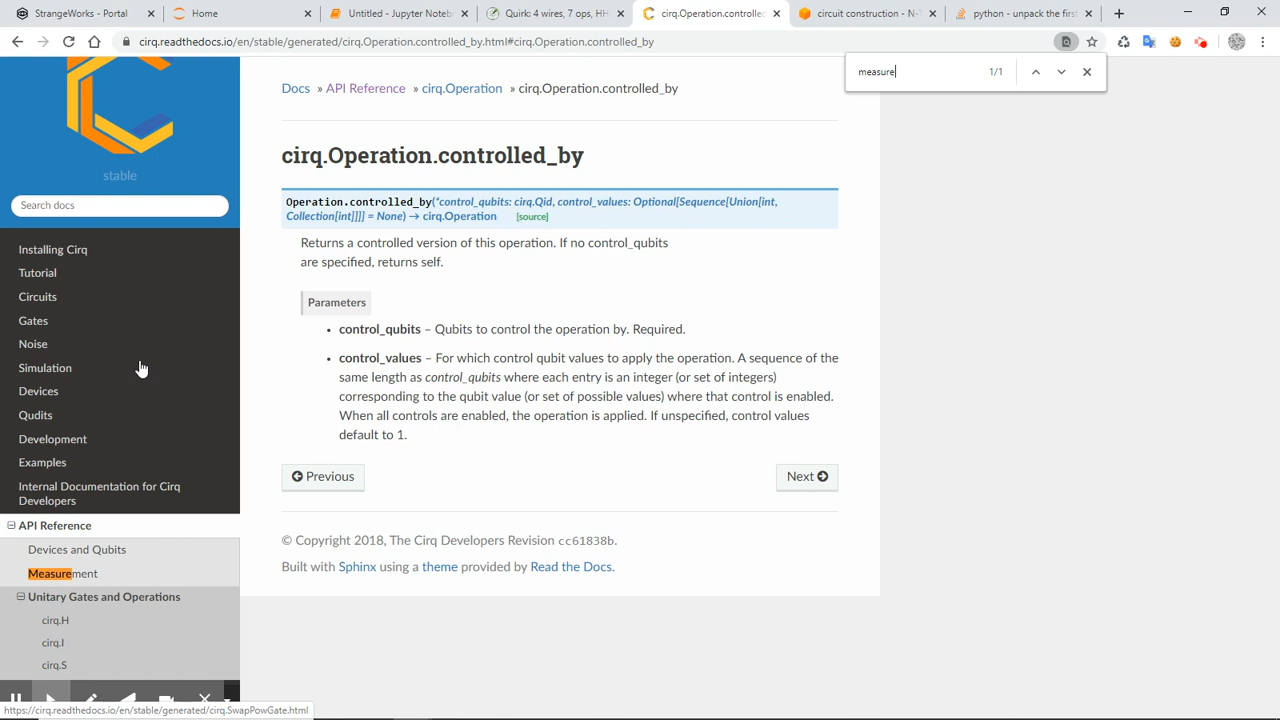 StrangeWorks - Portal
Home
Untitled - Jupyter Noteb
Quirk: 4 wires, 7 ops, HH
cirq.Operation.controlled
circuit construction - N-T
python - unpack the first
cirq.readthedocs.io/en/stable/generated/cirq.Operation.controlled_by.html#cirq.Operation.controlled_by
measure
1/1
stable
Search docs
Installing Cirq
Tutorial
Circuits
Gates
Noise
Simulation
Devices
Qudits
Development
Examples
Internal Documentation for Cirq
Developers
API Reference
Devices and Qubits
Measurement
Unitary Gates and Operations
cirq.H
cirq.I
cirq.S
https://cirq.readthedocs.io/en/stable/generated/cirq.SwapPowGate.html
Docs » API Reference » cirq.Operation » cirq.Operation.controlled_by
cirq.Operation.controlled_by
Operation.controlled_by(*control_qubits: cirq.Qid, control_values: Optional[Sequence[Union[int,
Collection[int]]]] = None) → cirq.Operation [source]
Returns a controlled version of this operation. If no control_qubits
are specified, returns self.
Parameters
• control_qubits – Qubits to control the operation by. Required.
• control_values – For which control qubit values to apply the operation. A sequence of the
same length as control_qubits where each entry is an integer (or set of integers)
corresponding to the qubit value (or set of possible values) where that control is enabled.
When all controls are enabled, the operation is applied. If unspecified, control values
default to 1.
Previous
Next
© Copyright 2018, The Cirq Developers Revision cc61838b.
Built with Sphinx using a theme provided by Read the Docs.